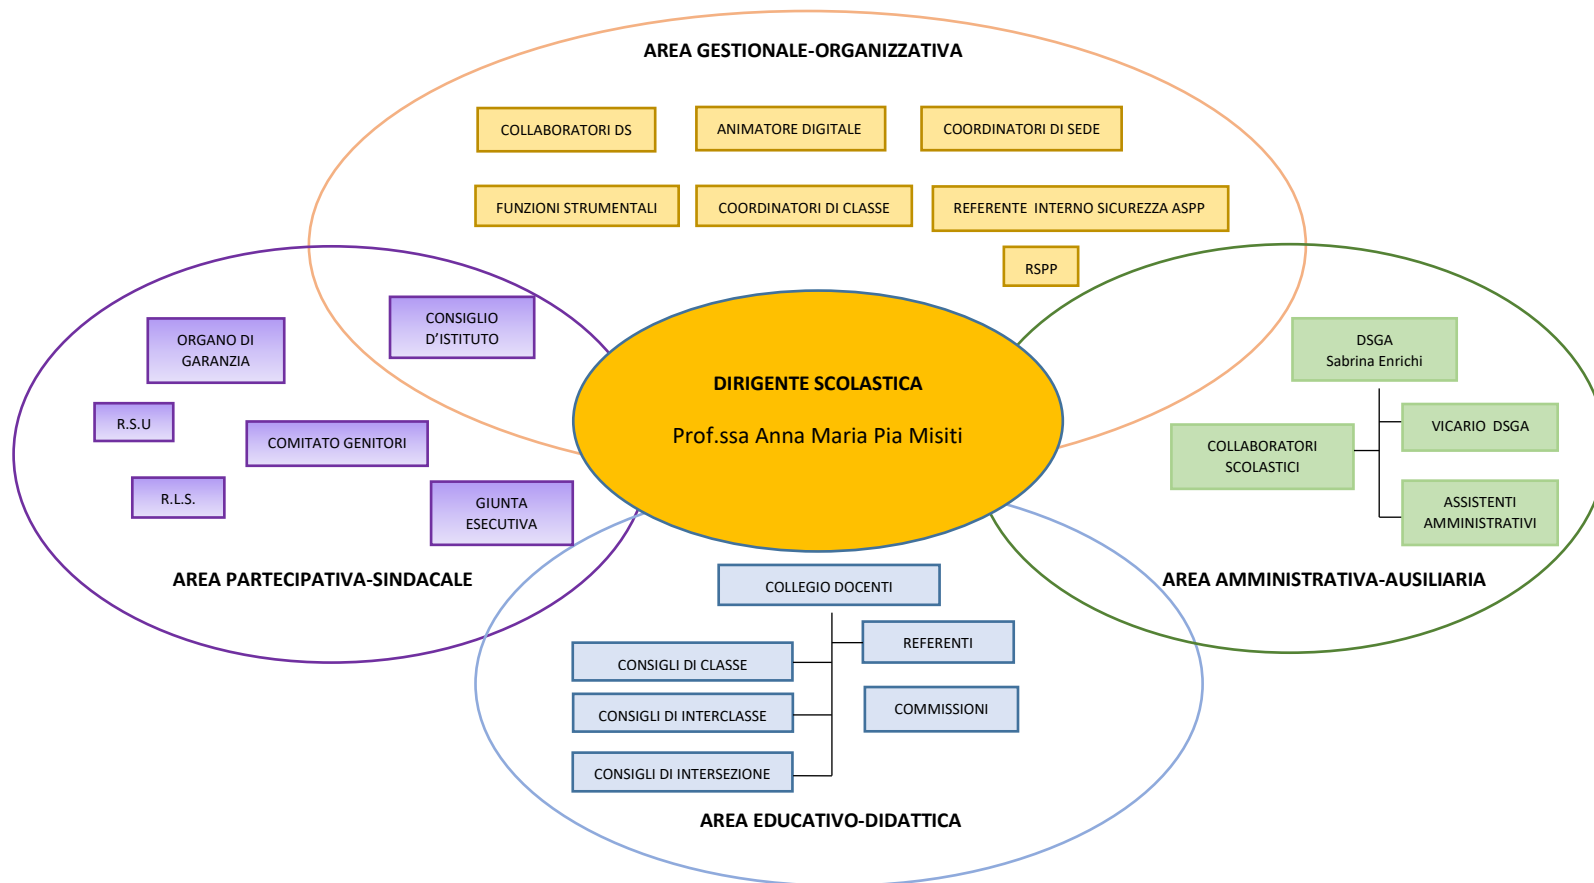 AREA GESTIONALE-ORGANIZZATIVA
COLLABORATORI DS
ANIMATORE DIGITALE
COORDINATORI DI SEDE
FUNZIONI STRUMENTALI
COORDINATORI DI CLASSE
REFERENTE INTERNO SICUREZZA ASPP
RSPP
CONSIGLIO
D’ISTITUTO
ORGANO DI
GARANZIA
R.S.U
COMITATO GENITORI
R.L.S.
GIUNTA
ESECUTIVA
AREA PARTECIPATIVA-SINDACALE
DIRIGENTE SCOLASTICA
Prof.ssa Anna Maria Pia Misiti
DSGA
Sabrina Enrichi
VICARIO DSGA
COLLABORATORI
SCOLASTICI
ASSISTENTI
AMMINISTRATIVI
AREA AMMINISTRATIVA-AUSILIARIA
COLLEGIO DOCENTI
REFERENTI
CONSIGLI DI CLASSE
COMMISSIONI
CONSIGLI DI INTERCLASSE
CONSIGLI DI INTERSEZIONE
AREA EDUCATIVO-DIDATTICA